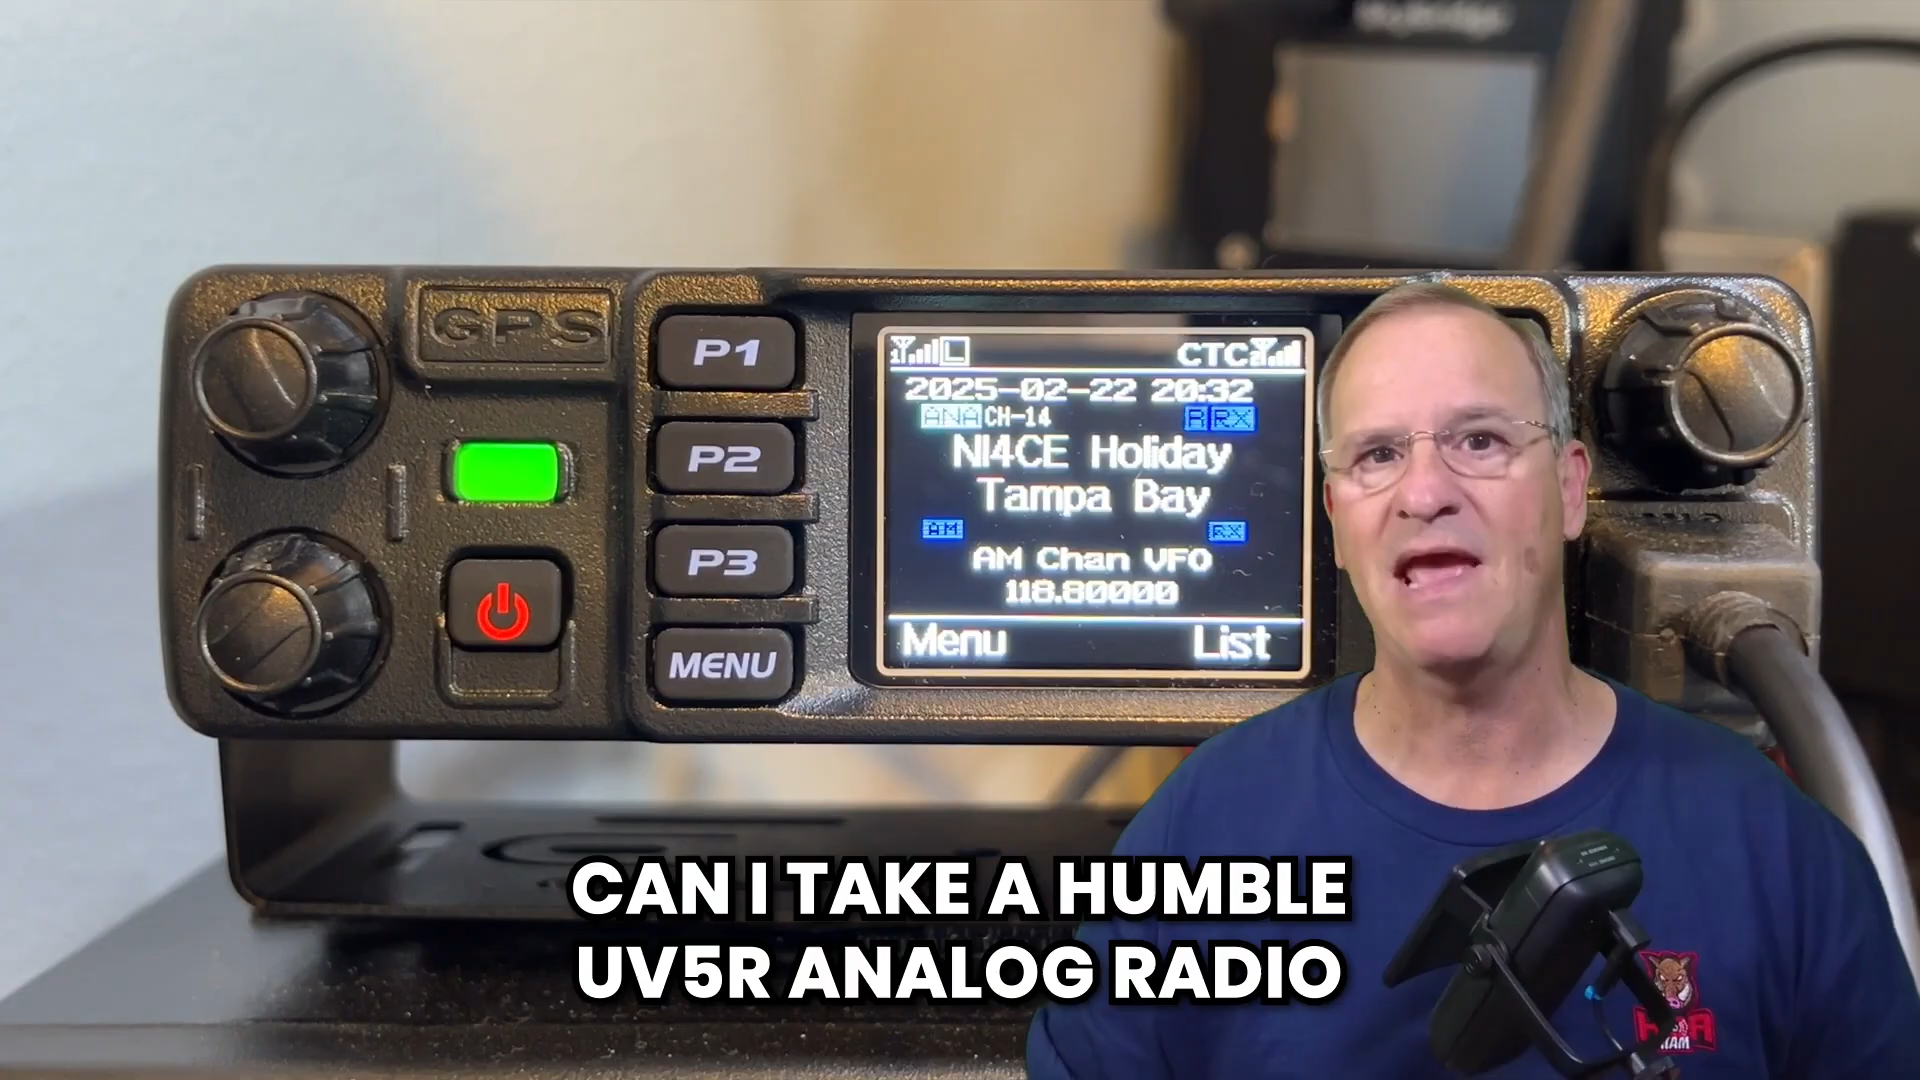 GPS
P1
P2
P3
MENU
CTC
2025-02-22 20:32
ANA CH-14
RX
NI4CE Holiday
Tampa Bay
AM RX
AM Chan VFO
118.80000
Menu List
CAN I TAKE A HUMBLE
UV5R ANALOG RADIO